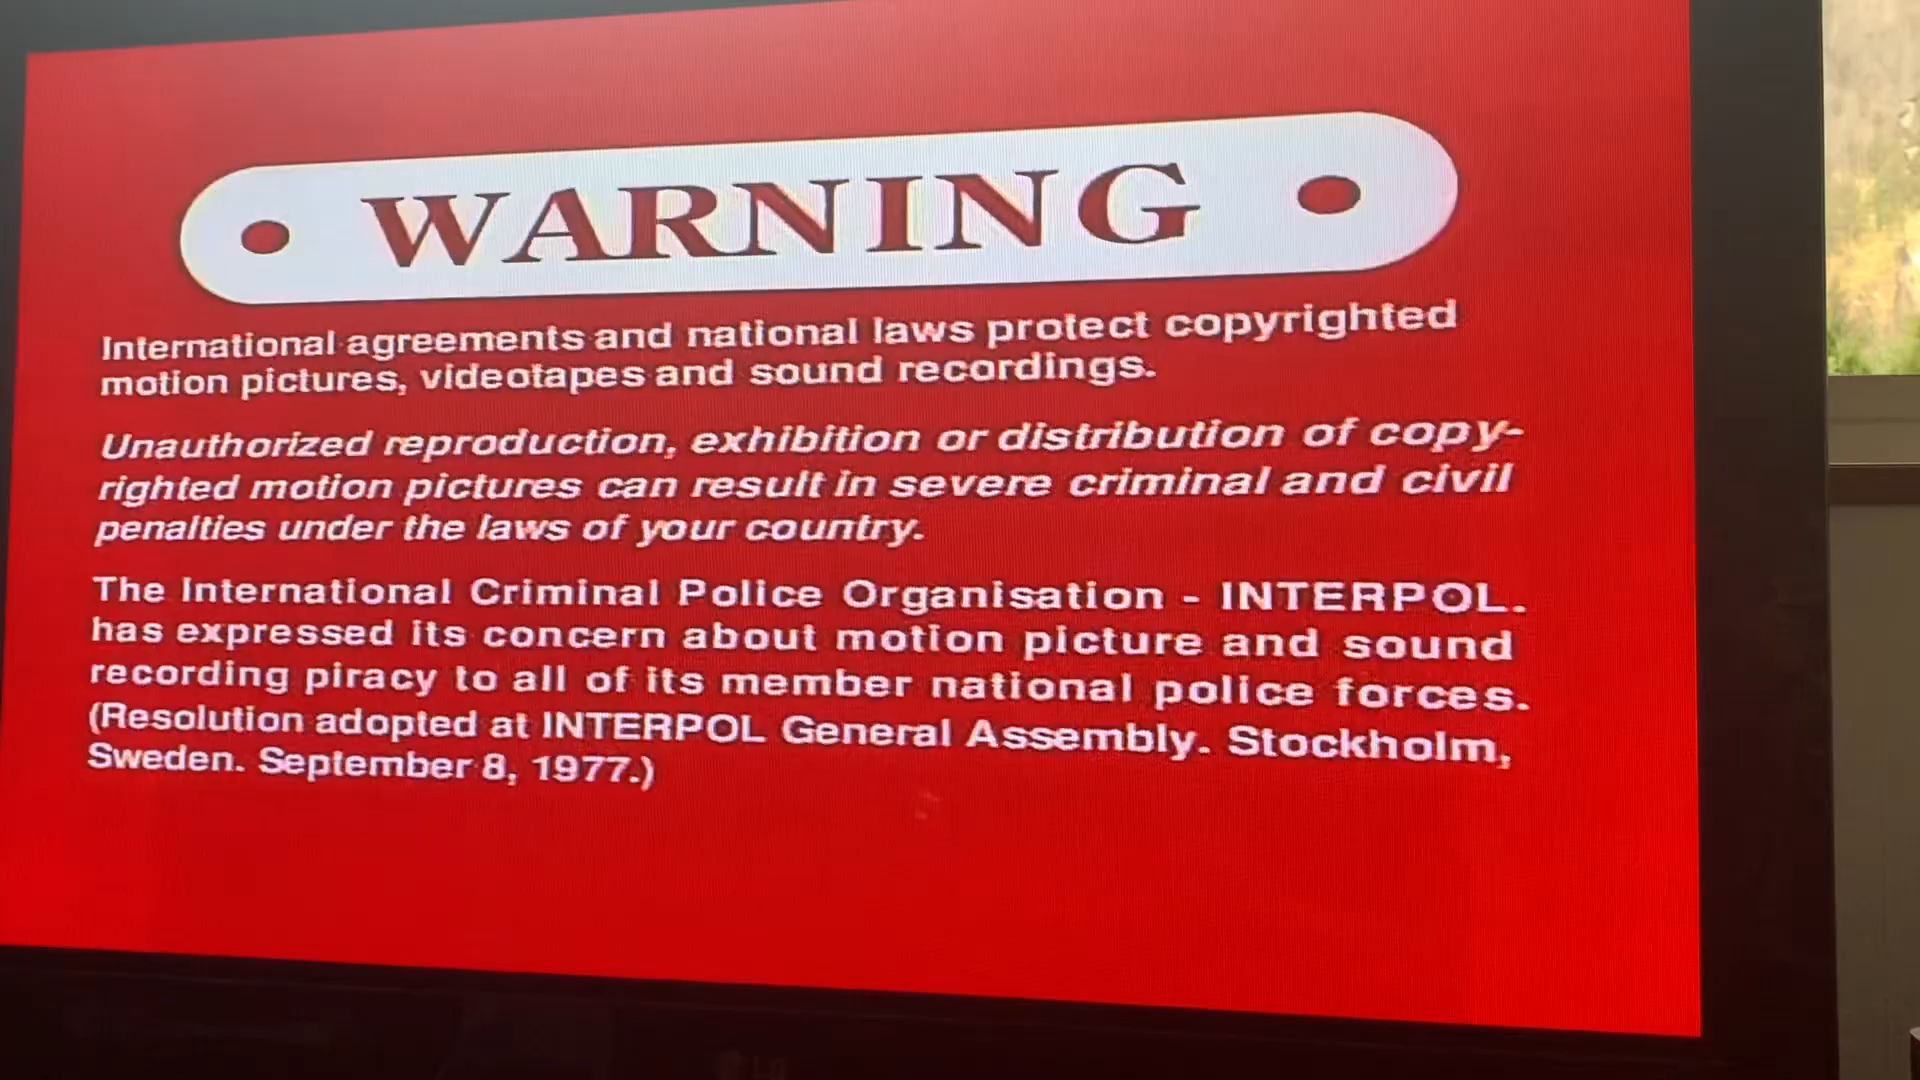 • WARNING •
International agreements and national laws protect copyrighted
motion pictures, videotapes and sound recordings.
Unauthorized reproduction, exhibition or distribution of copy-
righted motion pictures can result in severe criminal and civil
penalties under the laws of your country.
The International Criminal Police Organisation - INTERPOL.
has expressed its concern about motion picture and sound
recording piracy to all of its member national police forces.
(Resolution adopted at INTERPOL General Assembly. Stockholm,
Sweden. September 8, 1977.)